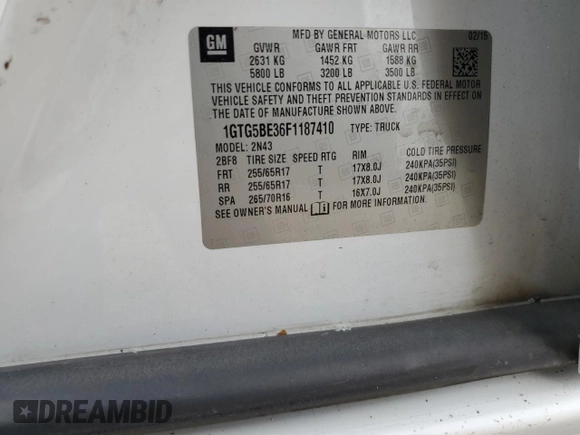 GM
MFD BY GENERAL MOTORS LLC 02/15
GVWR GAWR FRT GAWR RR
2631 KG 1452 KG 1588 KG
5800 LB 3200 LB 3500 LB
THIS VEHICLE CONFORMS TO ALL APPLICABLE U.S. FEDERAL MOTOR
VEHICLE SAFETY AND THEFT PREVENTION STANDARDS IN EFFECT ON
THE DATE OF MANUFACTURE SHOWN ABOVE.
1GTG5BE36F1187410 TYPE: TRUCK
MODEL: 2N43
2BF8 TIRE SIZE SPEED RTG RIM COLD TIRE PRESSURE
FRT 255/65R17 T 17X8.0J 240KPA(35PSI)
RR 255/65R17 T 17X8.0J 240KPA(35PSI)
SPA 265/70R16 T 16X7.0J 240KPA(35PSI)
SEE OWNER'S MANUAL FOR MORE INFORMATION.
DREAMBID